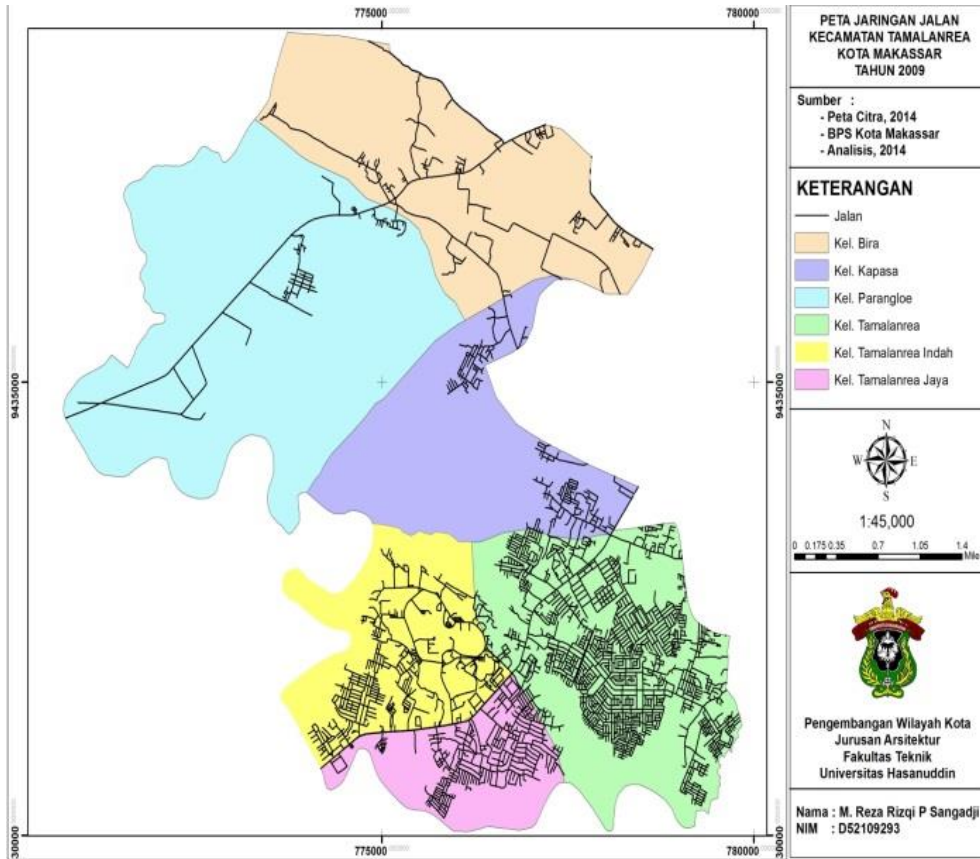 775000
780000
9435000
9435000
30000
30000
775000
780000
PETA JARINGAN JALAN
KECAMATAN TAMALANREA
KOTA MAKASSAR
TAHUN 2009
Sumber :
- Peta Citra, 2014
- BPS Kota Makassar
- Analisis, 2014
KETERANGAN
Jalan
Kel. Bira
Kel. Kapasa
Kel. Parangloe
Kel. Tamalanrea
Kel. Tamalanrea Indah
Kel. Tamalanrea Jaya
N
W E
S
1:45,000
0 0.175 0.35 0.7 1.05 1.4
Mile
Pengembangan Wilayah Kota
Jurusan Arsitektur
Fakultas Teknik
Universitas Hasanuddin
Nama : M. Reza Rizqi P Sangadji
NIM : D52109293